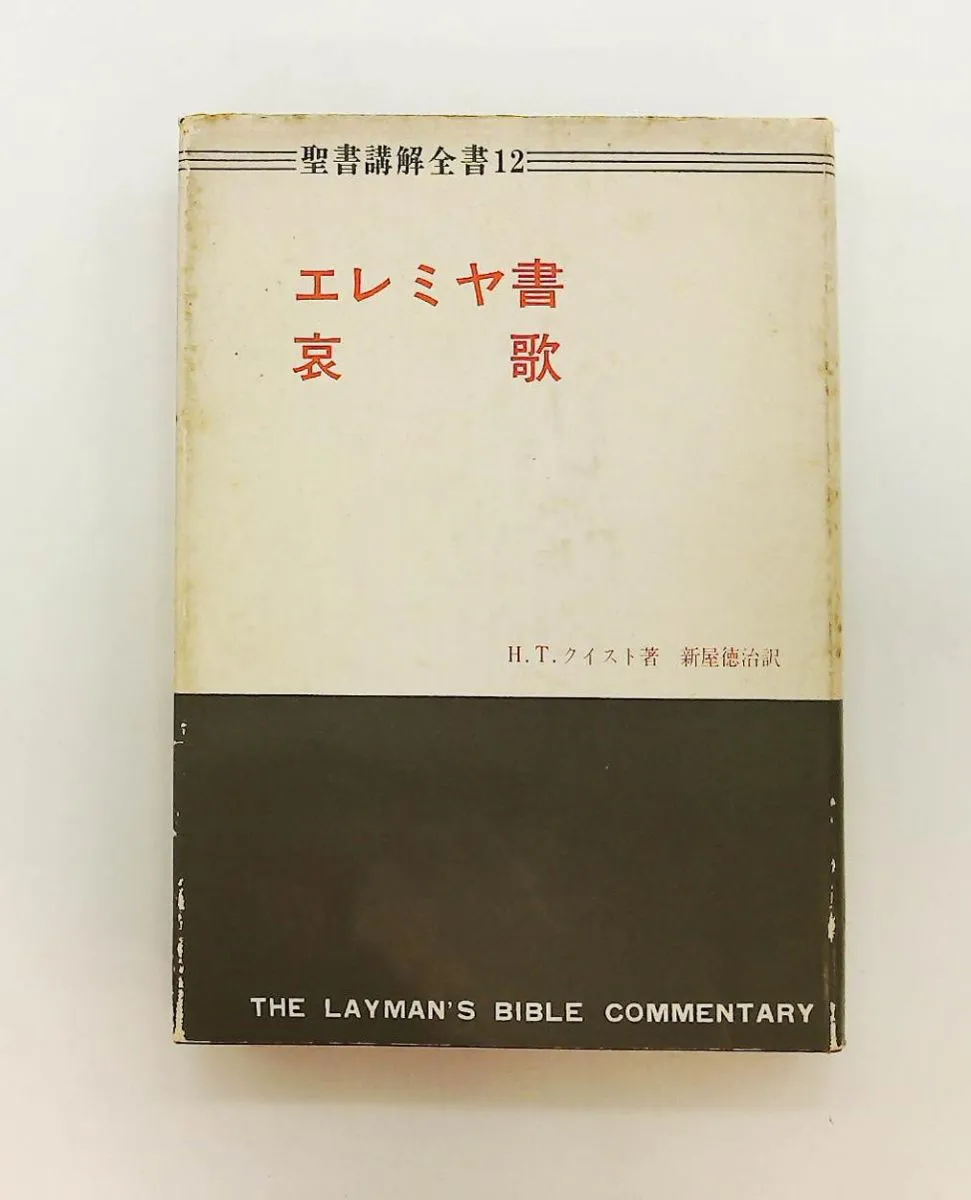 聖書講解全書12
エレミヤ書
哀歌
H.T.クイスト著 新屋徳治訳
THE LAYMAN'S BIBLE COMMENTARY